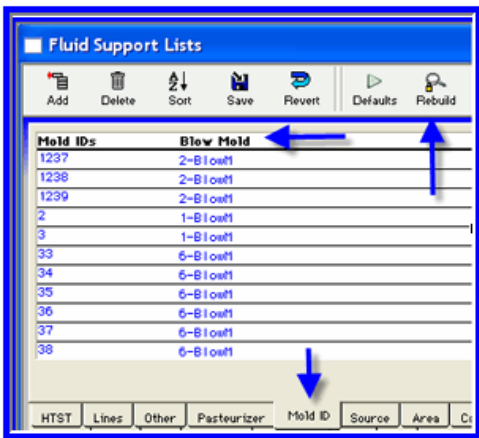 Fluid Support Lists
Add Delete Sort Save Revert Defaults Rebuild
Mold IDs Blow Mold
1237 2-BlowM
1238 2-BlowM
1239 2-BlowM
2 1-BlowM
3 1-BlowM
33 6-BlowM
34 6-BlowM
35 6-BlowM
36 6-BlowM
37 6-BlowM
38 6-BlowM
HTST Lines Other Pasteurizer Mold ID Source Area